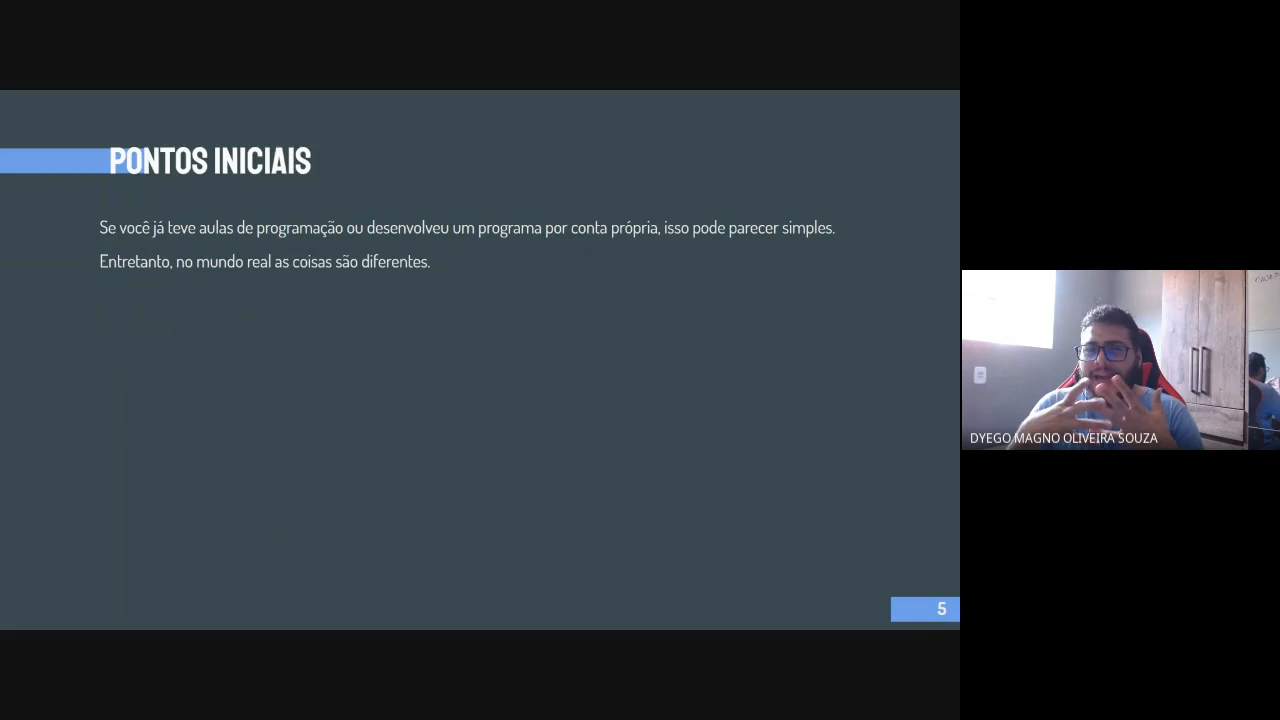 PONTOS INICIAIS
Se você já teve aulas de programação ou desenvolveu um programa por conta própria, isso pode parecer simples.
Entretanto, no mundo real as coisas são diferentes.
5
DYEGO MAGNO OLIVEIRA SOUZA